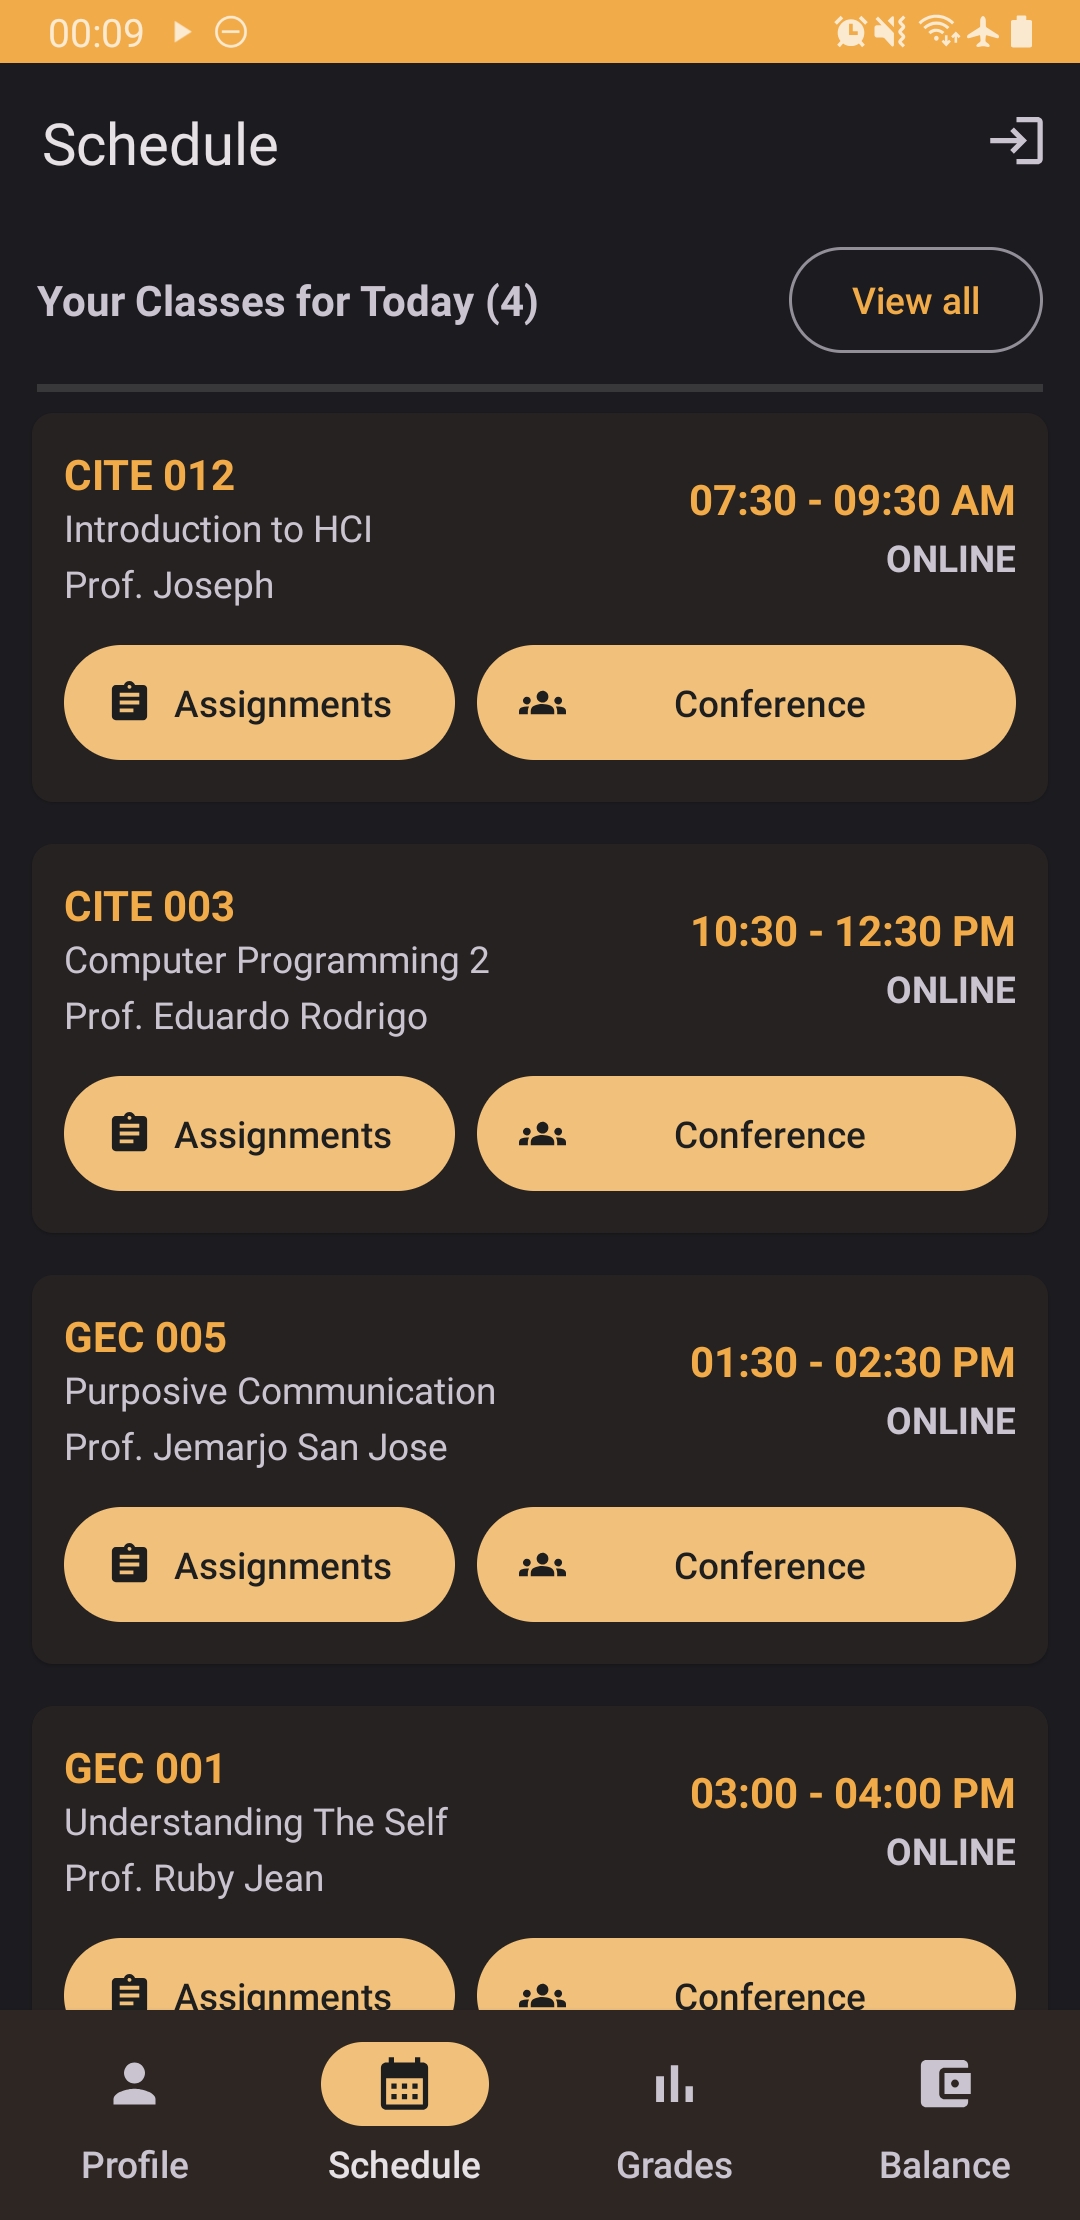 00:09
Schedule
Your Classes for Today (4)
View all
CITE 012
Introduction to HCI
Prof. Joseph
07:30 - 09:30 AM
ONLINE
Assignments
Conference
CITE 003
Computer Programming 2
Prof. Eduardo Rodrigo
10:30 - 12:30 PM
ONLINE
Assignments
Conference
GEC 005
Purposive Communication
Prof. Jemarjo San Jose
01:30 - 02:30 PM
ONLINE
Assignments
Conference
GEC 001
Understanding The Self
Prof. Ruby Jean
03:00 - 04:00 PM
ONLINE
Assignments
Conference
Profile
Schedule
Grades
Balance